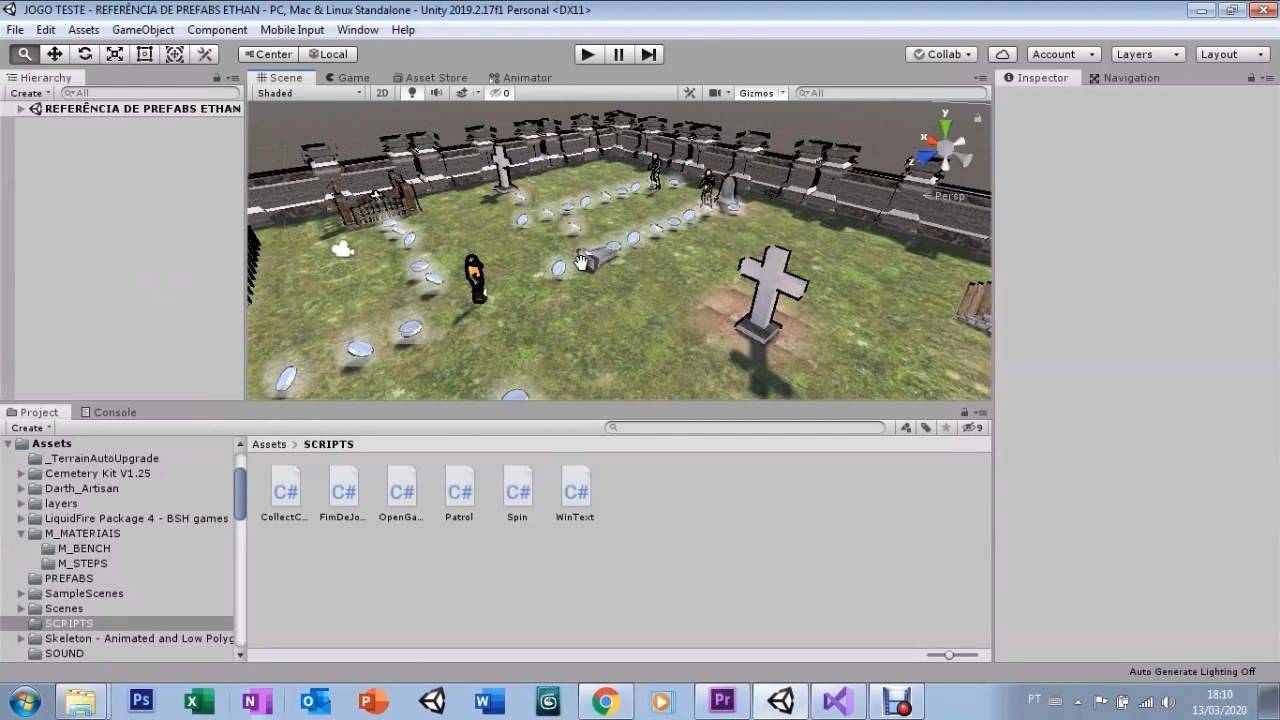 JOGO TESTE - REFERÊNCIA DE PREFABS ETHAN - PC, Mac & Linux Standalone - Unity 2019.2.17f1 Personal <DX11>
File Edit Assets GameObject Component Mobile Input Window Help
Center Local Collab Account Layers Layout
Hierarchy Scene Game Asset Store Animator Inspector Navigation
Create All Shaded 2D 0 Gizmos All
REFERÊNCIA DE PREFABS ETHAN
y
x
Persp
Project Console
Create 9
Assets Assets > SCRIPTS
_TerrainAutoUpgrade
Cemetery Kit V1.25
Darth_Artisan
layers
LiquidFire Package 4 - BSH games
M_MATERIAIS
M_BENCH
M_STEPS
PREFABS
SampleScenes
Scenes
SCRIPTS
Skeleton - Animated and Low Polyg
SOUND
C# C# C# C# C# C#
CollectC... FimDeJo... OpenGa... Patrol Spin WinText
Auto Generate Lighting Off
Ps Pr
PT 18:10
13/03/2020